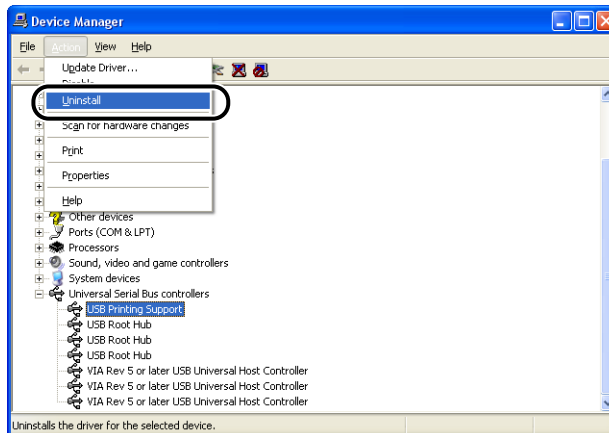 Device Manager
File Action View Help
Update Driver...
Disable
Uninstall
Scan for hardware changes
Print
Properties
Help
Other devices
Ports (COM & LPT)
Processors
Sound, video and game controllers
System devices
Universal Serial Bus controllers
USB Printing Support
USB Root Hub
USB Root Hub
USB Root Hub
VIA Rev 5 or later USB Universal Host Controller
VIA Rev 5 or later USB Universal Host Controller
VIA Rev 5 or later USB Universal Host Controller
Uninstalls the driver for the selected device.